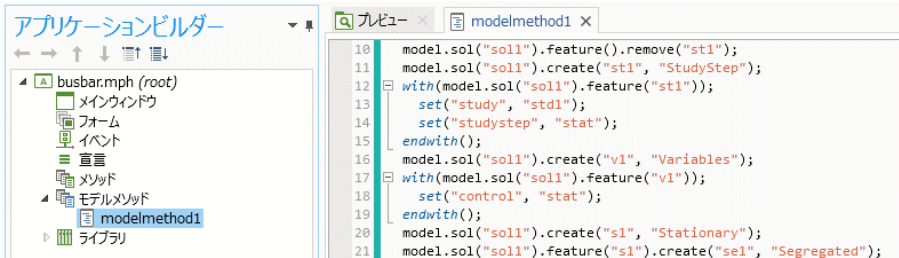 アプリケーションビルダー
busbar.mph (root)
メインウィンドウ
フォーム
イベント
宣言
メソッド
モデルメソッド
modelmethod1
ライブラリ
プレビュー
modelmethod1
10 model.sol("sol1").feature().remove("st1");
11 model.sol("sol1").create("st1", "StudyStep");
12 with(model.sol("sol1").feature("st1"));
13 set("study", "std1");
14 set("studystep", "stat");
15 endwith();
16 model.sol("sol1").create("v1", "Variables");
17 with(model.sol("sol1").feature("v1"));
18 set("control", "stat");
19 endwith();
20 model.sol("sol1").create("s1", "Stationary");
21 model.sol("sol1").feature("s1").create("se1", "Segregated");